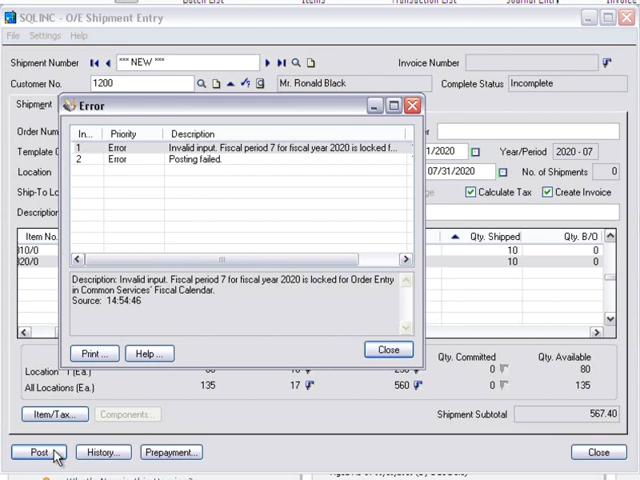 SQLINC - O/E Shipment Entry
File Settings Help
Shipment Number *** NEW *** Invoice Number
Customer No. 1200 Mr. Ronald Black Complete Status Incomplete
Shipment
Error
Order Num
In... Priority Description
1 Error Invalid input. Fiscal period 7 for fiscal year 2020 is locked f...
2 Error Posting failed.
Template 1/2020 Year/Period 2020 - 07
Location 07/31/2020 No. of Shipments 0
Ship-To Lo Calculate Tax Create Invoice
Description
Item No. Qty. Shipped Qty. B/O
310/0 10 0
320/0 10 0
Description: Invalid input. Fiscal period 7 for fiscal year 2020 is locked for Order Entry
in Common Services' Fiscal Calendar.
Source: 14:54:46
Print... Help... Close
Qty. Committed Qty. Available
Location 1 (Ea.) 0 80
All Locations (Ea.) 135 17 560 0 135
Item/Tax... Components... Shipment Subtotal 567.40
Post History... Prepayment... Close